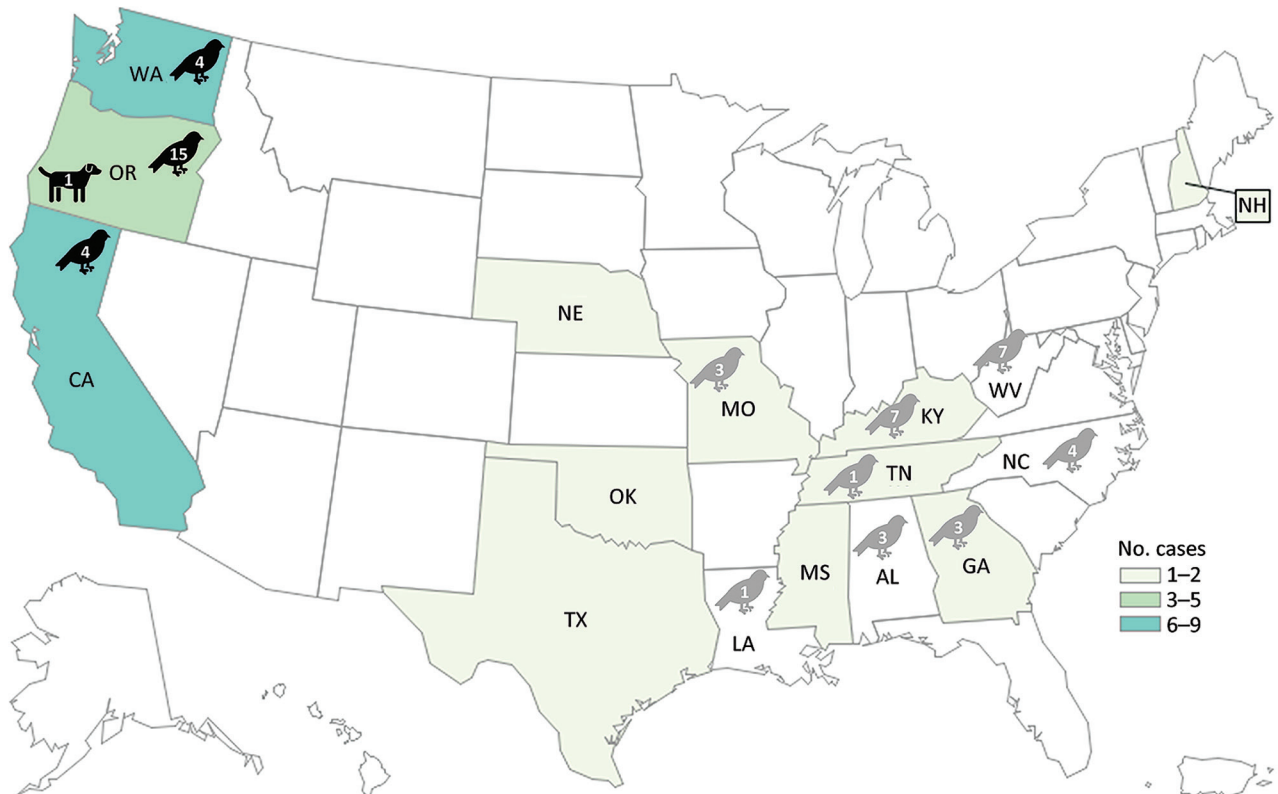 WA 4
1 OR 15
4
CA
NH
NE
3
MO
7
WV
7 KY
1 TN
NC 4
OK
3
AL
3
GA
MS
TX
1
LA
No. cases
1–2
3–5
6–9